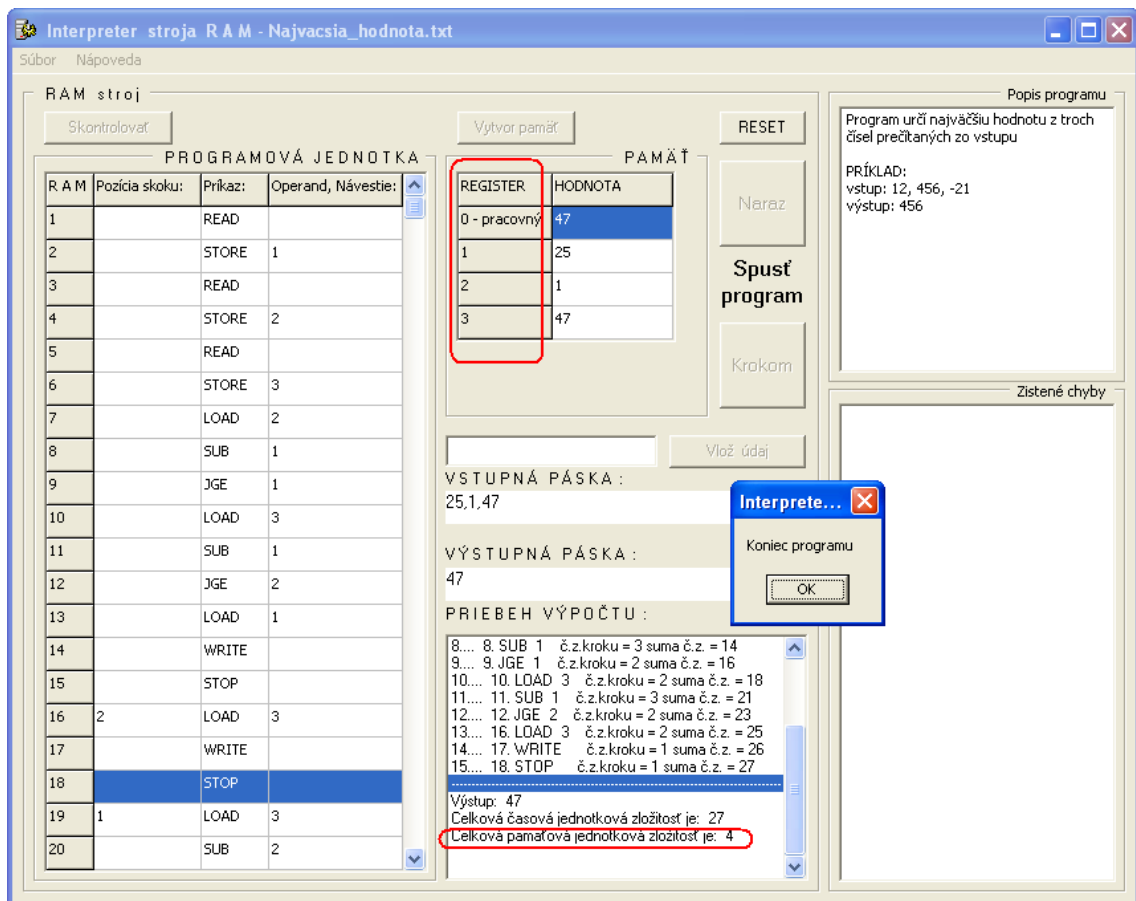 Interpreter stroja R A M - Najvacsia_hodnota.txt
Súbor Nápoveda
RAM stroj
Skontrolovať
Vytvor pamäť
RESET
PROGRAMOVÁ JEDNOTKA
R A M Pozícia skoku: Príkaz: Operand, Návestie:
1 READ
2 STORE 1
3 READ
4 STORE 2
5 READ
6 STORE 3
7 LOAD 2
8 SUB 1
9 JGE 1
10 LOAD 3
11 SUB 1
12 JGE 2
13 LOAD 1
14 WRITE
15 STOP
16 2 LOAD 3
17 WRITE
18 STOP
19 1 LOAD 3
20 SUB 2
PAMÄŤ
REGISTER HODNOTA
0 - pracovný 47
1 25
2 1
3 47
Naraz
Spusť
program
Krokom
Vlož údaj
VSTUPNÁ PÁSKA :
25,1,47
VÝSTUPNÁ PÁSKA :
47
PRIEBEH VÝPOČTU :
8.... 8. SUB 1 č.z.kroku = 3 suma č.z. = 14
9.... 9. JGE 1 č.z.kroku = 2 suma č.z. = 16
10.... 10. LOAD 3 č.z.kroku = 2 suma č.z. = 18
11.... 11. SUB 1 č.z.kroku = 3 suma č.z. = 21
12.... 12. JGE 2 č.z.kroku = 2 suma č.z. = 23
13.... 16. LOAD 3 č.z.kroku = 2 suma č.z. = 25
14.... 17. WRITE č.z.kroku = 1 suma č.z. = 26
15.... 18. STOP č.z.kroku = 1 suma č.z. = 27
Výstup: 47
Celková časová jednotková zložitosť je: 27
Celková pamäťová jednotková zložitosť je: 4
Popis programu
Program určí najväčšiu hodnotu z troch
čísel prečítaných zo vstupu
PRÍKLAD:
vstup: 12, 456, -21
výstup: 456
Zistené chyby
Interprete...
Koniec programu
OK